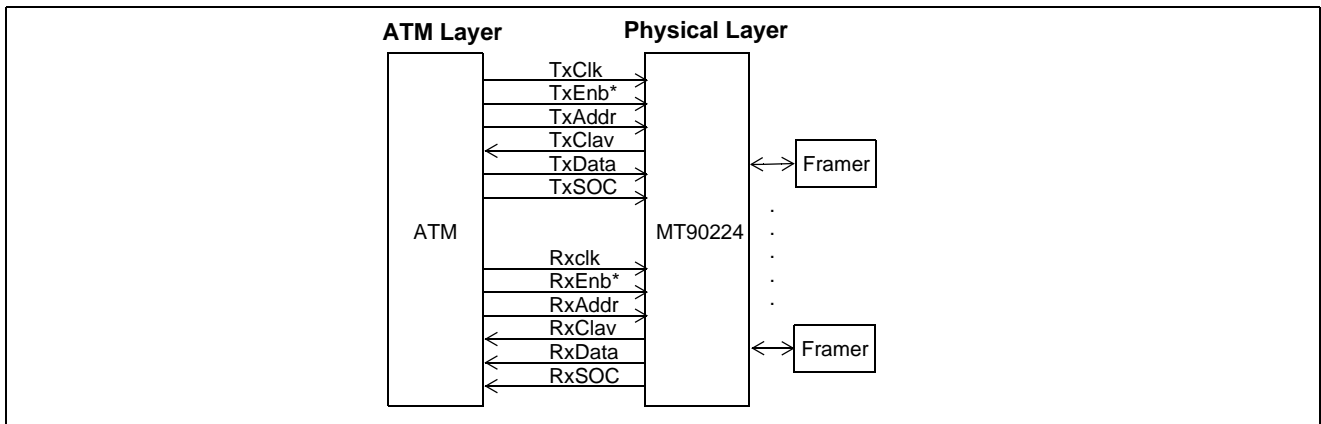 ATM Layer
Physical Layer
TxClk
TxEnb*
TxAddr
TxClav
TxData
TxSOC
Framer
ATM
MT90224
Rxclk
RxEnb*
RxAddr
RxClav
RxData
RxSOC
Framer